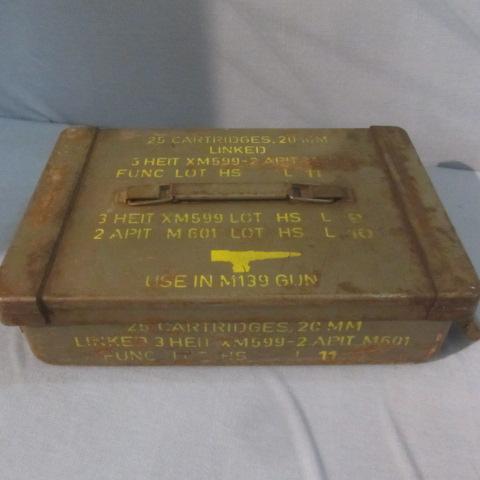 25 CARTRIDGES, 20 MM
LINKED
3 HEIT XM599-2 APIT
FUNC LOT HS L 11
3 HEIT XM599 LOT HS L 9
2 APIT M601 LOT HS L 10
USE IN M139 GUN
25 CARTRIDGES, 20 MM
LINKED 3 HEIT XM599-2 APIT M601
FUNC LOT HS L 11